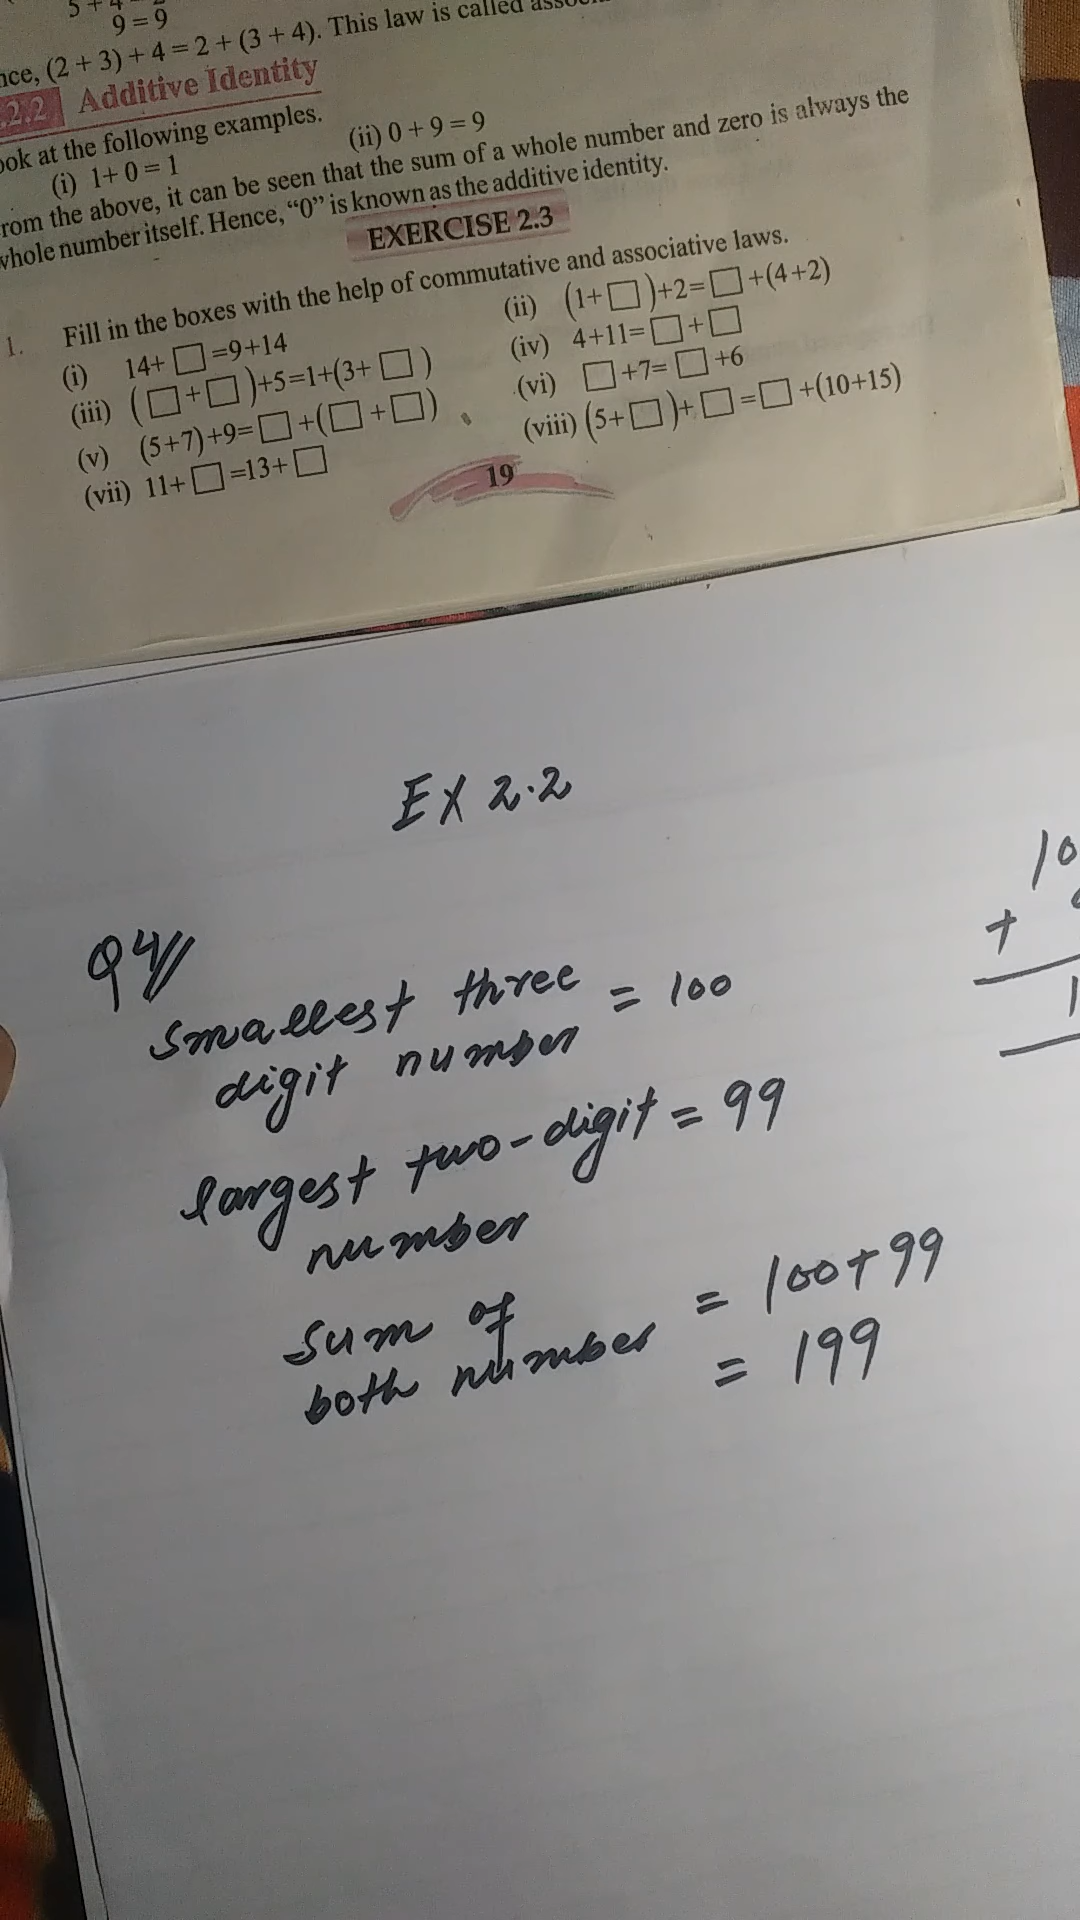 9 = 9
(2 + 3) + 4 = 2 + (3 + 4). This law is called
2.2 Additive Identity
at the following examples.
(i) 1 + 0 = 1 (ii) 0 + 9 = 9
the above, it can be seen that the sum of a whole number and zero is always the
number itself. Hence, “0” is known as the additive identity.
EXERCISE 2.3
1. Fill in the boxes with the help of commutative and associative laws.
(i) 14+ □ =9+14 (ii) (1+ □ )+2= □ +(4+2)
(iii) ( □ + □ )+5=1+(3+ □ ) (iv) 4+11= □ + □
(v) (5+7)+9= □ +( □ + □ ) (vi) □ +7= □ +6
(vii) 11+ □ =13+ □ (viii) (5+ □ )+ □ = □ +(10+15)
19
EX 2.2
Q4//
Smallest three = 100
digit number
largest two-digit = 99
number
Sum of = 100+99
both number = 199
10
+
1